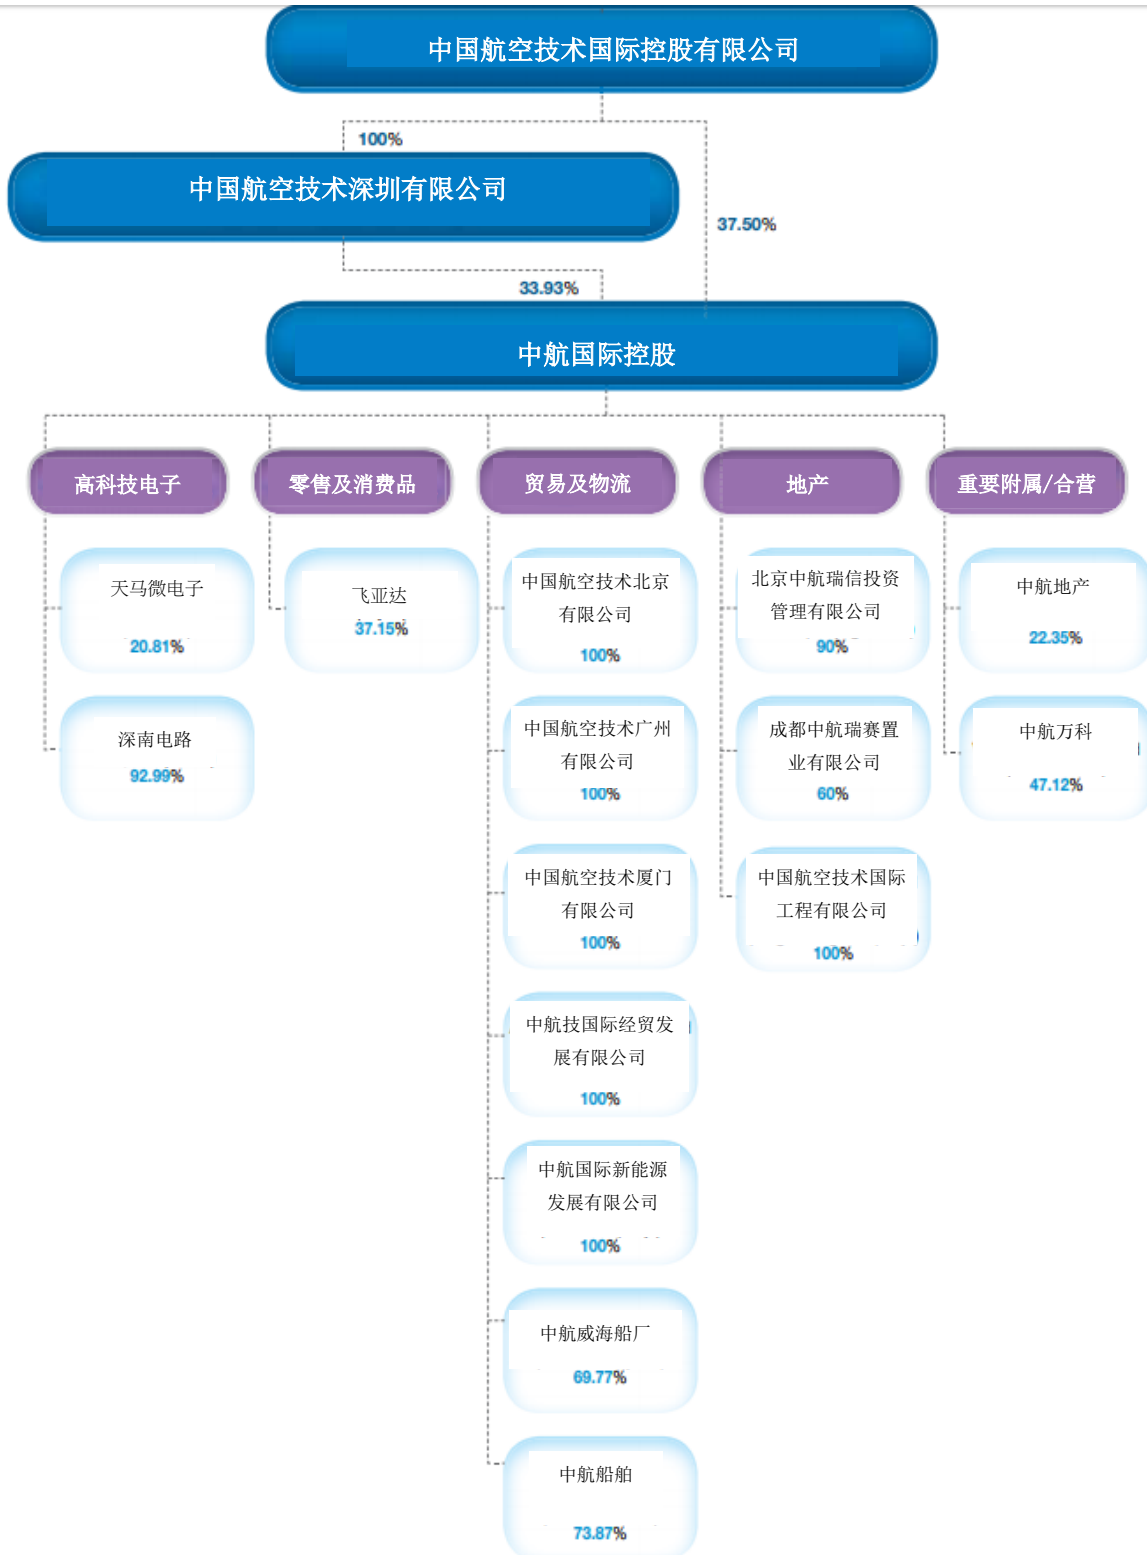 中国航空技术国际控股有限公司
100%
中国航空技术深圳有限公司
37.50%
33.93%
中航国际控股
高科技电子
零售及消费品
贸易及物流
地产
重要附属/合营
天马微电子
20.81%
深南电路
92.99%
飞亚达
37.15%
中国航空技术北京
有限公司
100%
中国航空技术广州
有限公司
100%
中国航空技术厦门
有限公司
100%
中航技国际经贸发
展有限公司
100%
中航国际新能源
发展有限公司
100%
中航威海船厂
69.77%
中航船舶
73.87%
北京中航瑞信投资
管理有限公司
90%
成都中航瑞赛置
业有限公司
60%
中国航空技术国际
工程有限公司
100%
中航地产
22.35%
中航万科
47.12%